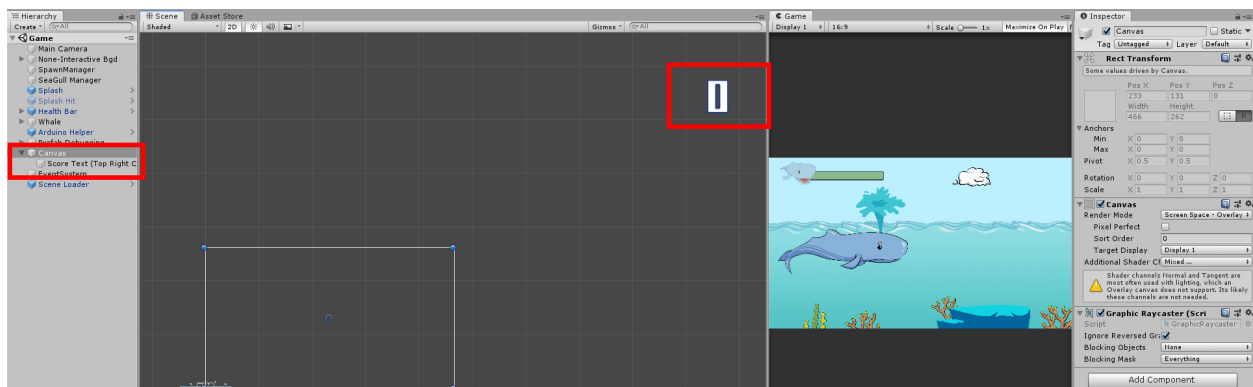 Hierarchy
Create
All
Game
Main Camera
None-Interactive Bgd
SpawnManager
SeaGull Manager
Splash
Splash Hit
Health Bar
Whale
Arduino Helper
Prefab Debugging
Canvas
Score Text (Top Right C
EventSystem
Scene Loader
Scene Asset Store
Shaded 2D Gizmos All
0
Game
Display 1 16:9 Scale 1x Maximize On Play
Inspector
Canvas Static
Tag Untagged Layer Default
Rect Transform
Some values driven by Canvas.
Pos X Pos Y Pos Z
233 131 0
Width Height
466 262
R
Anchors
Min X 0 Y 0
Max X 0 Y 0
Pivot X 0.5 Y 0.5
Rotation X 0 Y 0 Z 0
Scale X 1 Y 1 Z 1
Canvas
Render Mode Screen Space - Overlay
Pixel Perfect
Sort Order 0
Target Display Display 1
Additional Shader Cl Mixed ...
Shader channels Normal and Tangent are
most often used with lighting, which an
Overlay canvas does not support. Its likely
these channels are not needed.
Graphic Raycaster (Scri
Script GraphicRaycaster
Ignore Reversed Gra
Blocking Objects None
Blocking Mask Everything
Add Component